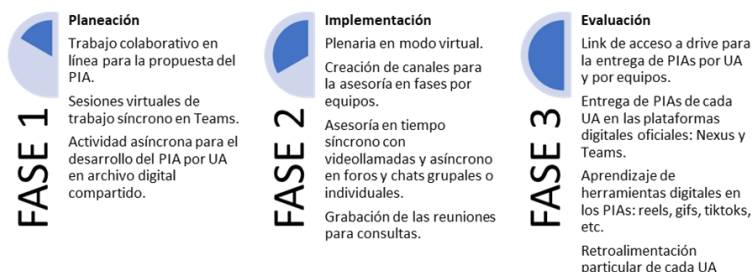 FASE 1
Planeación
Trabajo colaborativo en
línea para la propuesta del
PIA.
Sesiones virtuales de
trabajo síncrono en Teams.
Actividad asíncrona para el
desarrollo del PIA por UA
en archivo digital
compartido.
FASE 2
Implementación
Plenaria en modo virtual.
Creación de canales para
la asesoría en fases por
equipos.
Asesoría en tiempo
síncrono con
videollamadas y asíncrono
en foros y chats grupales o
individuales.
Grabación de las reuniones
para consultas.
FASE 3
Evaluación
Link de acceso a drive para
la entrega de PIAs por UA
y por equipos.
Entrega de PIAs de cada
UA en las plataformas
digitales oficiales: Nexus y
Teams.
Aprendizaje de
herramientas digitales en
los PIAs: reels, gifs, tiktoks,
etc.
Retroalimentación
particular de cada UA